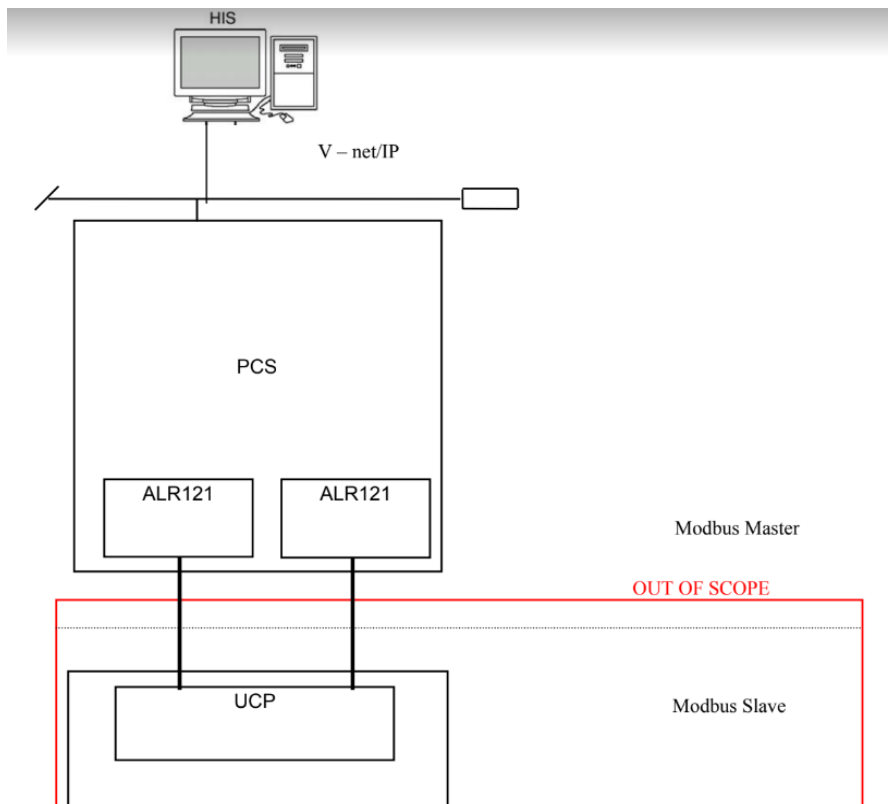 HIS
V – net/IP
PCS
ALR121
ALR121
Modbus Master
OUT OF SCOPE
UCP
Modbus Slave